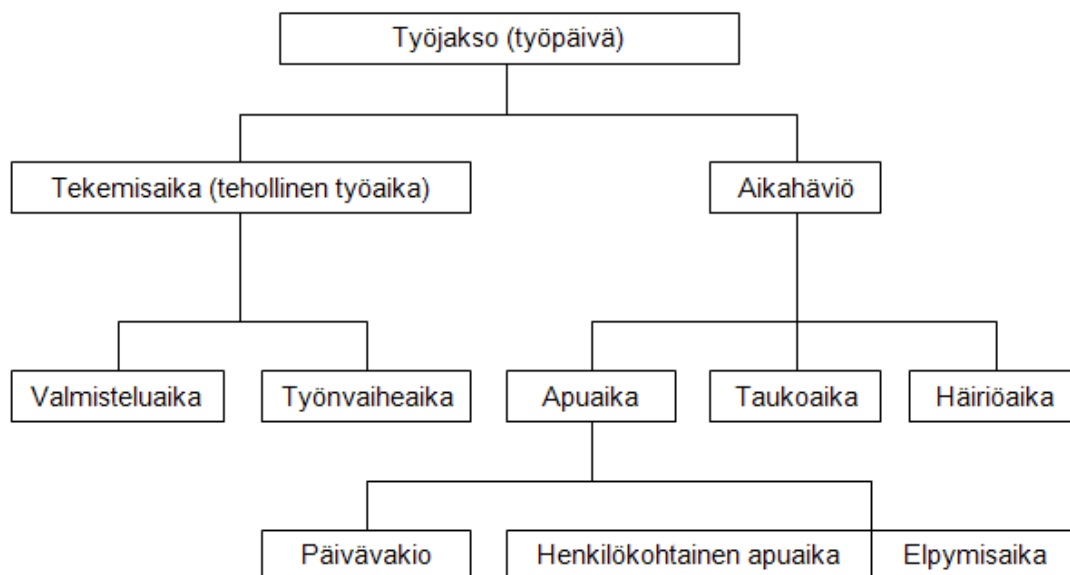 Työjakso (työpäivä)
Tekemisaika (tehollinen työaika)
Aikahäviö
Valmisteluaika
Työnvaiheaika
Apuaika
Taukoaika
Häiriöaika
Päivävakio
Henkilökohtainen apuaika
Elpymisaika